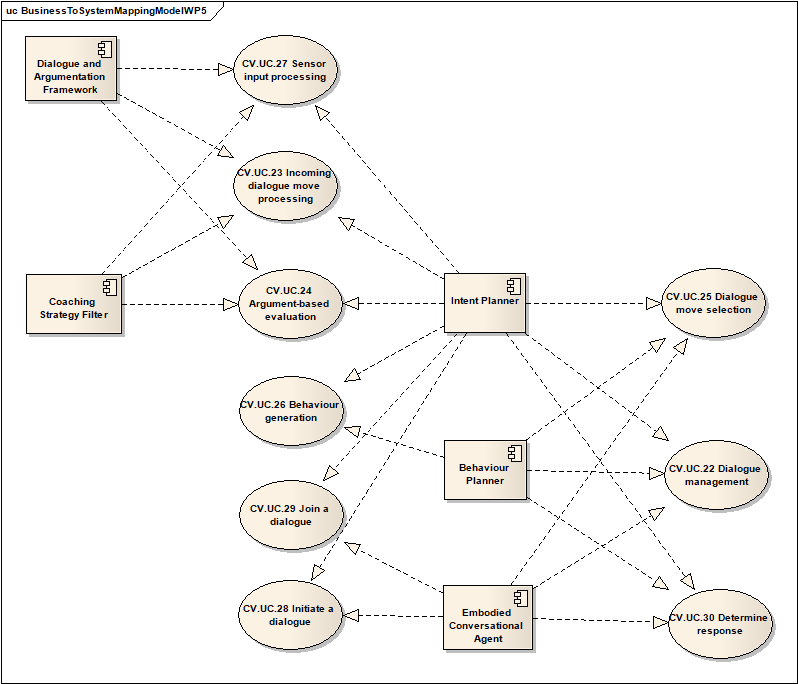 uc BusinessToSystemMappingModelWP5
Dialogue and
Argumentation
Framework
CV.UC.27 Sensor
input processing
CV.UC.23 Incoming
dialogue move
processing
Coaching
Strategy Filter
CV.UC.24
Argument-based
evaluation
Intent Planner
CV.UC.25 Dialogue
move selection
CV.UC.26 Behaviour
generation
Behaviour
Planner
CV.UC.22 Dialogue
management
CV.UC.29 Join a
dialogue
CV.UC.28 Initiate a
dialogue
Embodied
Conversational
Agent
CV.UC.30 Determine
response